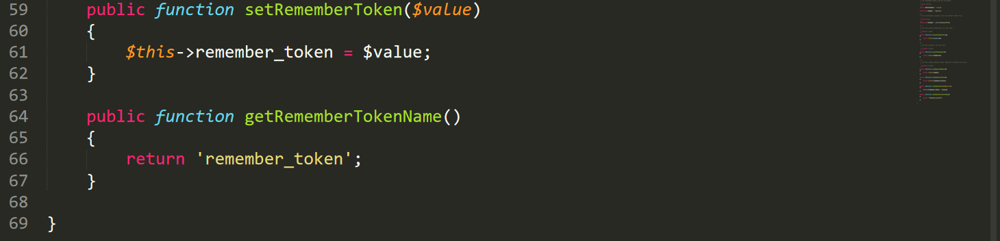 59 public function setRememberToken($value)
60 {
61 $this->remember_token = $value;
62 }
63
64 public function getRememberTokenName()
65 {
66 return 'remember_token';
67 }
68
69 }